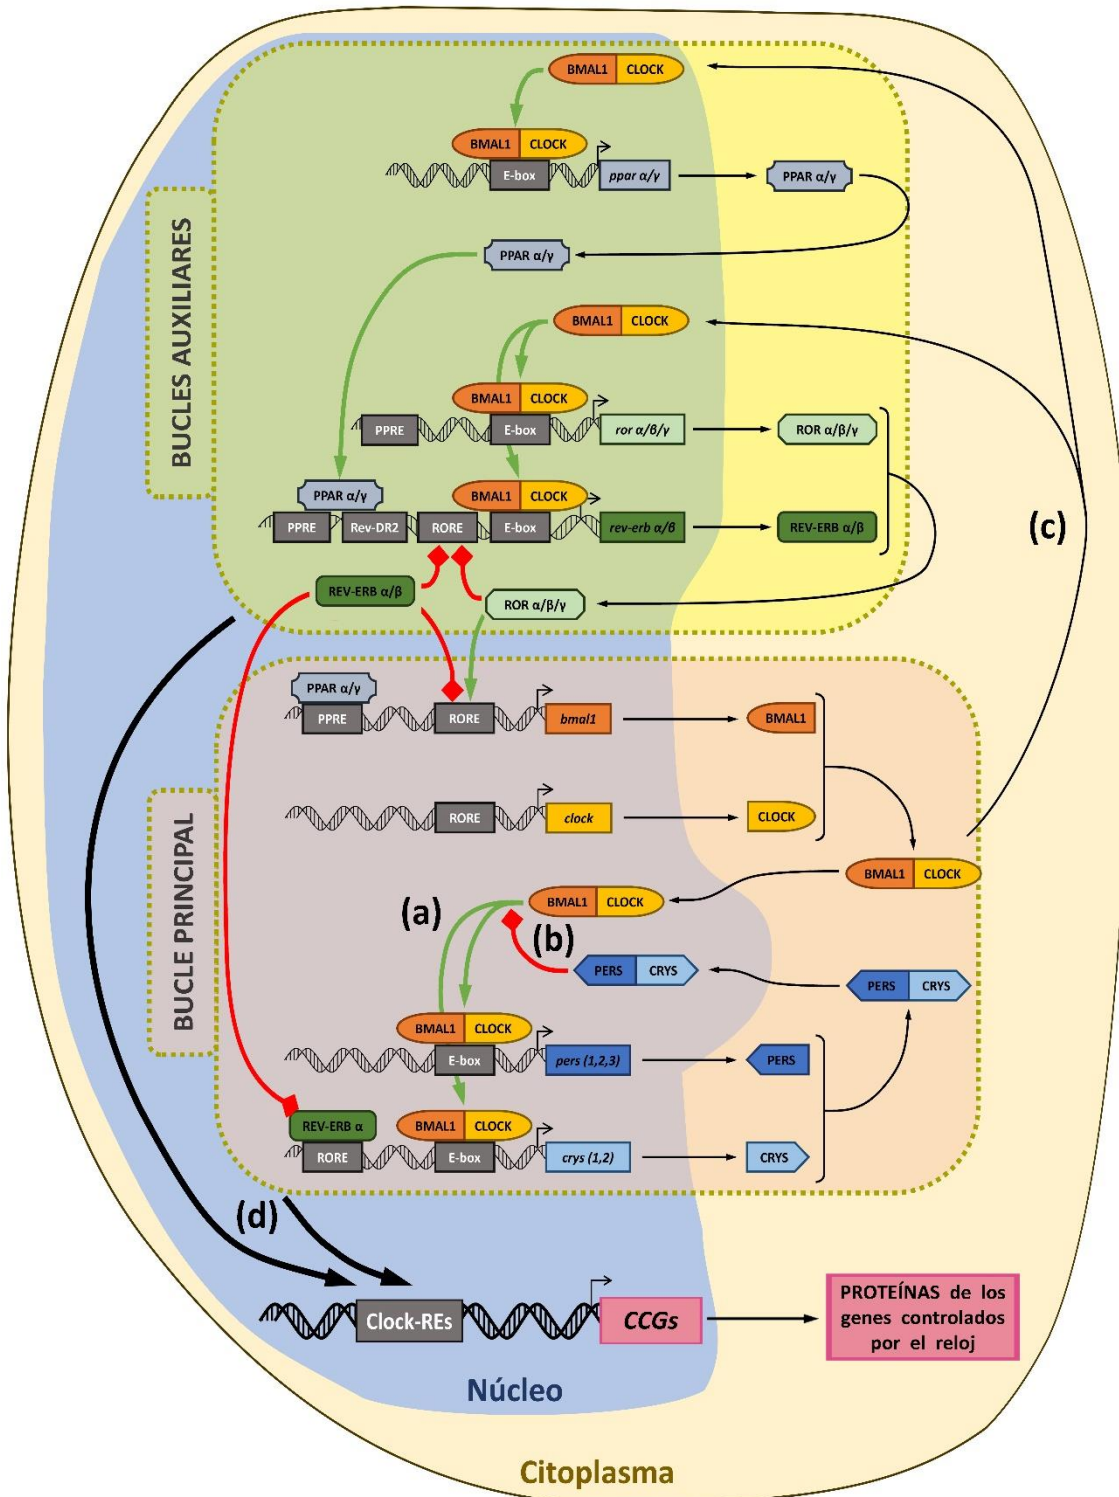 BMAL1 CLOCK
BMAL1 CLOCK
E-box
ppar α/γ
PPAR α/γ
PPAR α/γ
BUCLES AUXILIARES
BMAL1 CLOCK
BMAL1 CLOCK
PPRE
E-box
ror α/β/γ
ROR α/β/γ
PPAR α/γ
BMAL1 CLOCK
PPRE
Rev-DR2
RORE
E-box
rev-erb α/β
REV-ERB α/β
(c)
REV-ERB α/β
ROR α/β/γ
PPAR α/γ
PPRE
RORE
bmal1
BMAL1
RORE
clock
CLOCK
BUCLE PRINCIPAL
BMAL1 CLOCK
BMAL1 CLOCK
(a)
(b)
PERS CRYS
PERS CRYS
BMAL1 CLOCK
E-box
pers (1,2,3)
PERS
REV-ERB α
BMAL1 CLOCK
RORE
E-box
crys (1,2)
CRYS
(d)
Clock-REs
CCGs
PROTEÍNAS de los
genes controlados
por el reloj
Núcleo
Citoplasma